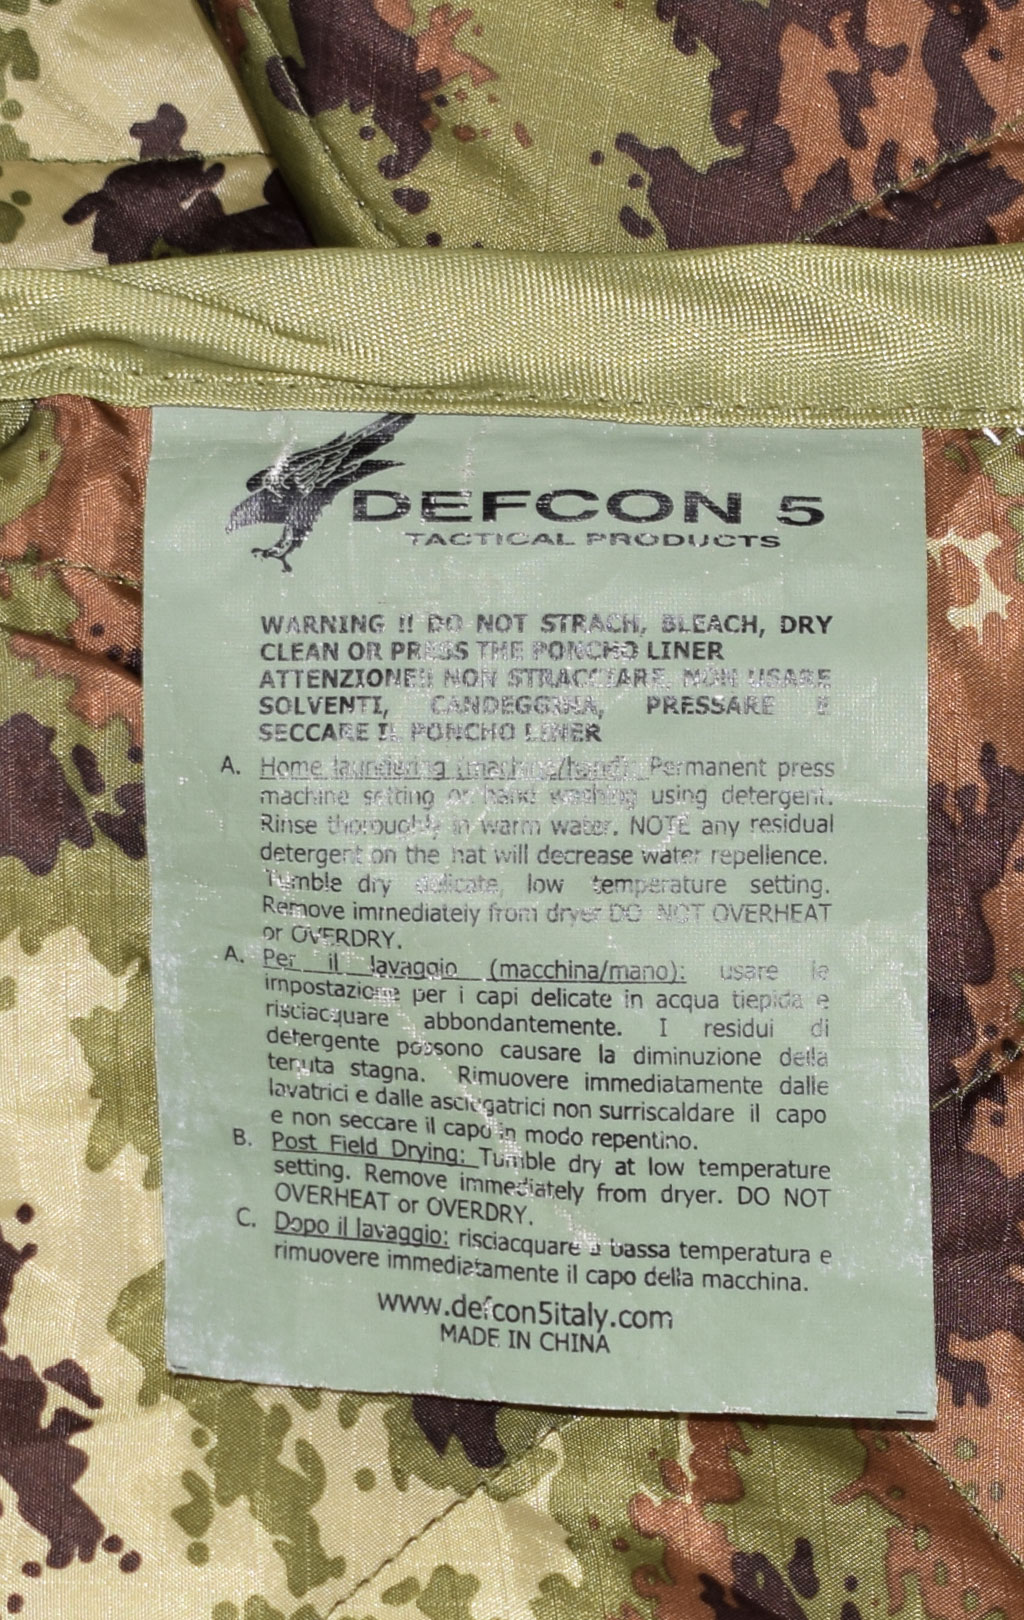 DEFCON 5
TACTICAL PRODUCTS
WARNING !! DO NOT STRACH, BLEACH, DRY
CLEAN OR PRESS THE PONCHO LINER
ATTENZIONE!! NON STRACCIARE, NON USARE
SOLVENTI, CANDEGGINA, PRESSARE E
SECCARE IL PONCHO LINER
A. Home laundering (machine/hand): Permanent press
machine setting or hand washing using detergent.
Rinse thoroughly in warm water. NOTE any residual
detergent on the hat will decrease water repellence.
Tumble dry delicate, low temperature setting.
Remove immediately from dryer DO NOT OVERHEAT
or OVERDRY.
A. Per il lavaggio (macchina/mano): usare le
impostazione per i capi delicate in acqua tiepida e
risciacquare abbondantemente. I residui di
detergente possono causare la diminuzione della
tenuta stagna. Rimuovere immediatamente dalle
lavatrici e dalle asciugatrici non surriscaldare il capo
e non seccare il capo in modo repentino.
B. Post Field Drying: Tumble dry at low temperature
setting. Remove immediately from dryer. DO NOT
OVERHEAT or OVERDRY.
C. Dopo il lavaggio: risciacquare a bassa temperatura e
rimuovere immediatamente il capo della macchina.
www.defcon5italy.com
MADE IN CHINA